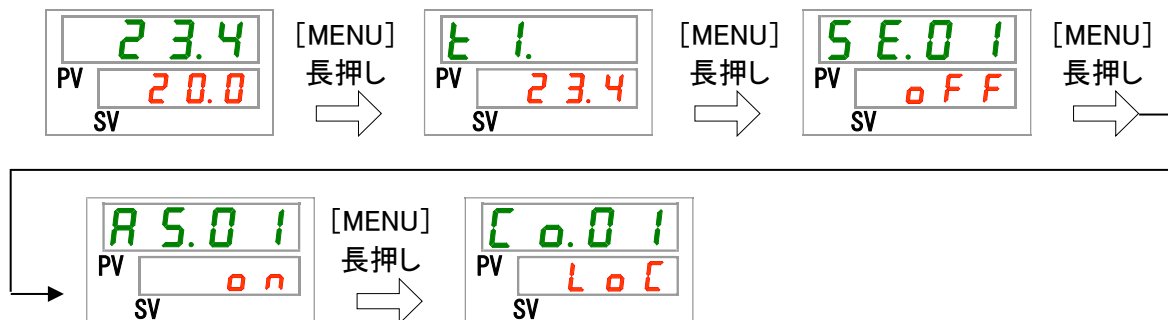 23.4
PV 20.0
SV
[MENU]
長押し
t 1.
PV 23.4
SV
[MENU]
長押し
SE.01
PV oFF
SV
[MENU]
長押し
AS.01
PV on
SV
[MENU]
長押し
Co.01
PV LoC
SV